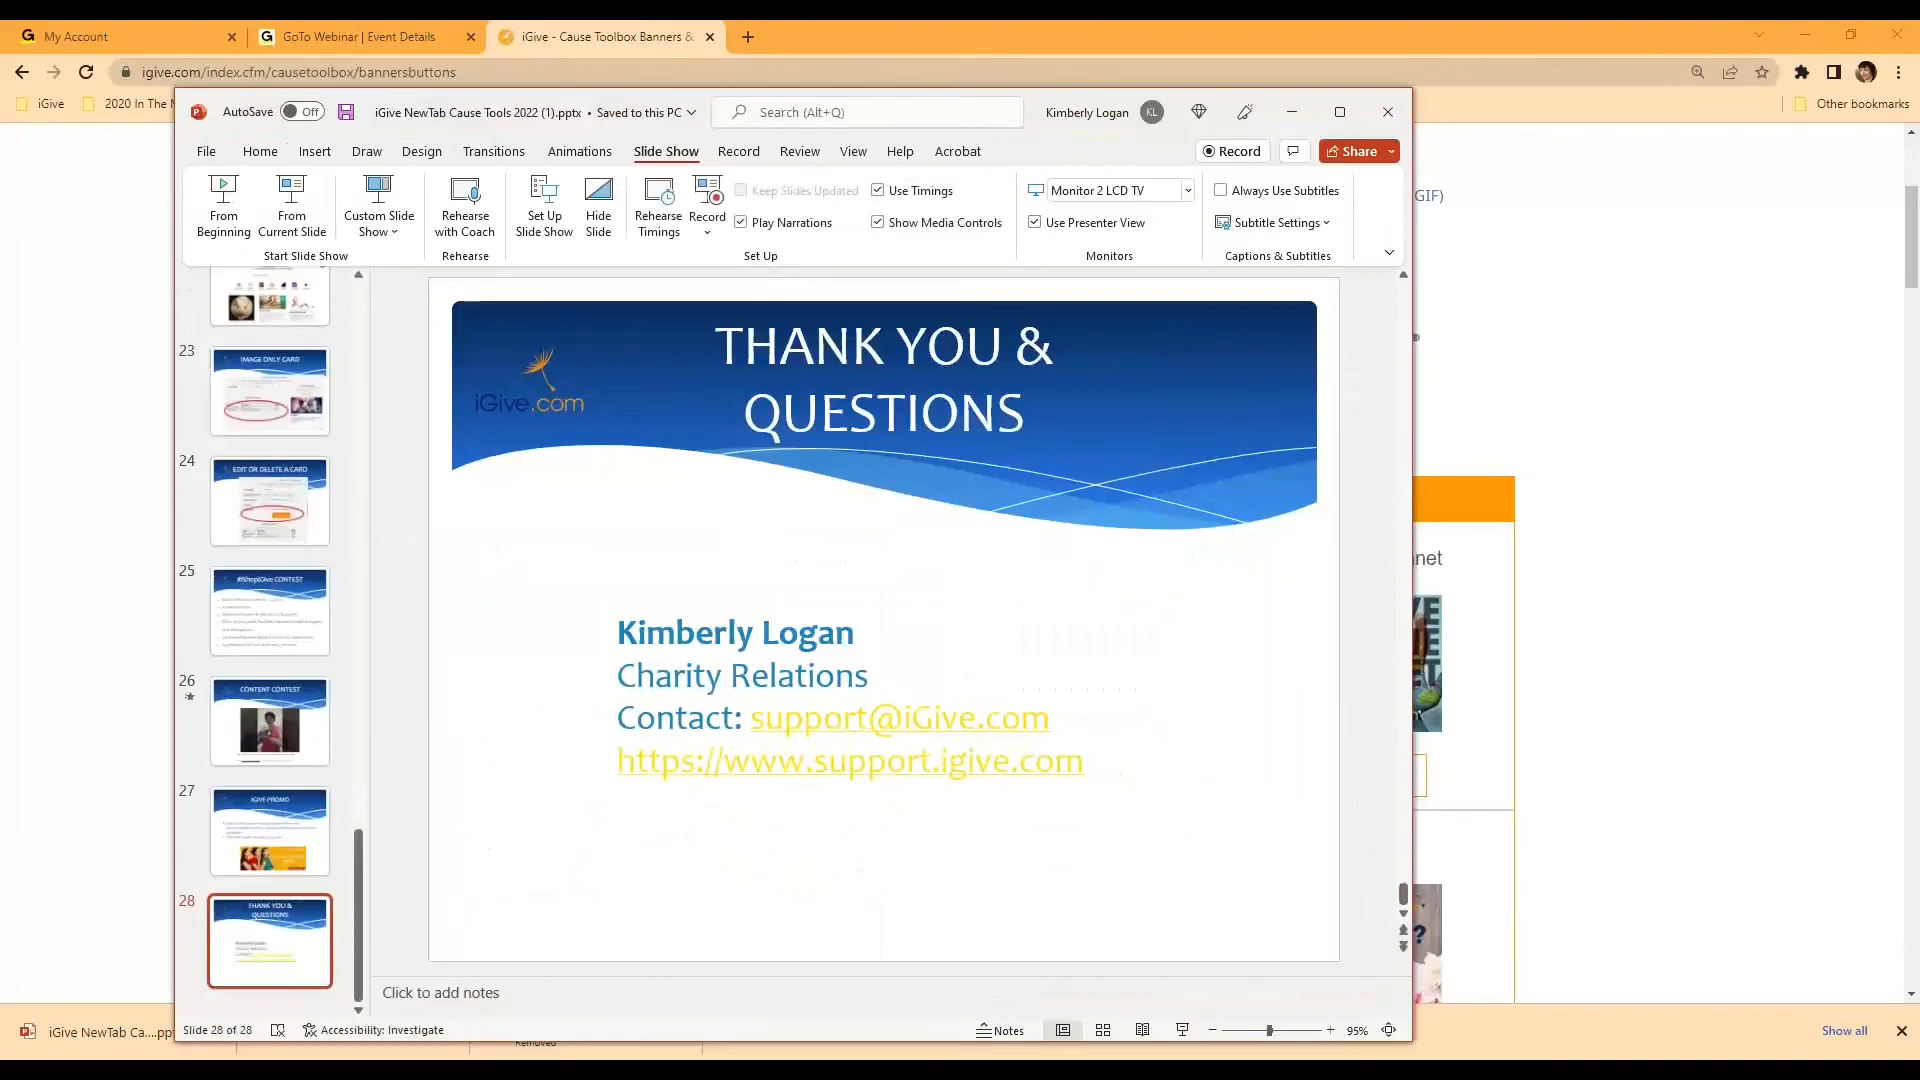 My Account
GoTo Webinar | Event Details
iGive - Cause Toolbox Banners &
igive.com/index.cfm/causetoolbox/bannersbuttons
iGive
2020 In The
Other bookmarks
AutoSave
Off
iGive NewTab Cause Tools 2022 (1).pptx • Saved to this PC
Search (Alt+Q)
Kimberly Logan
KL
File
Home
Insert
Draw
Design
Transitions
Animations
Slide Show
Record
Review
View
Help
Acrobat
Record
Share
From Beginning
From Current Slide
Custom Slide Show
Rehearse with Coach
Set Up Slide Show
Hide Slide
Rehearse Timings
Record
Keep Slides Updated
Play Narrations
Use Timings
Show Media Controls
Monitor 2 LCD TV
Use Presenter View
Always Use Subtitles
Subtitle Settings
Start Slide Show
Rehearse
Set Up
Monitors
Captions & Subtitles
GIF)
23
IMAGE ONLY CARD
24
EDIT OR DELETE A CARD
25
#IShopiGive CONTEST
26
CONTENT CONTEST
27
IGIVE PROMO
28
THANK YOU &
QUESTIONS
iGive.com
THANK YOU &
QUESTIONS
Kimberly Logan
Charity Relations
Contact: support@iGive.com
https://www.support.igive.com
net
?
Click to add notes
Slide 28 of 28
Accessibility: Investigate
Notes
95%
iGive NewTab Ca....pp
Removed
Show all